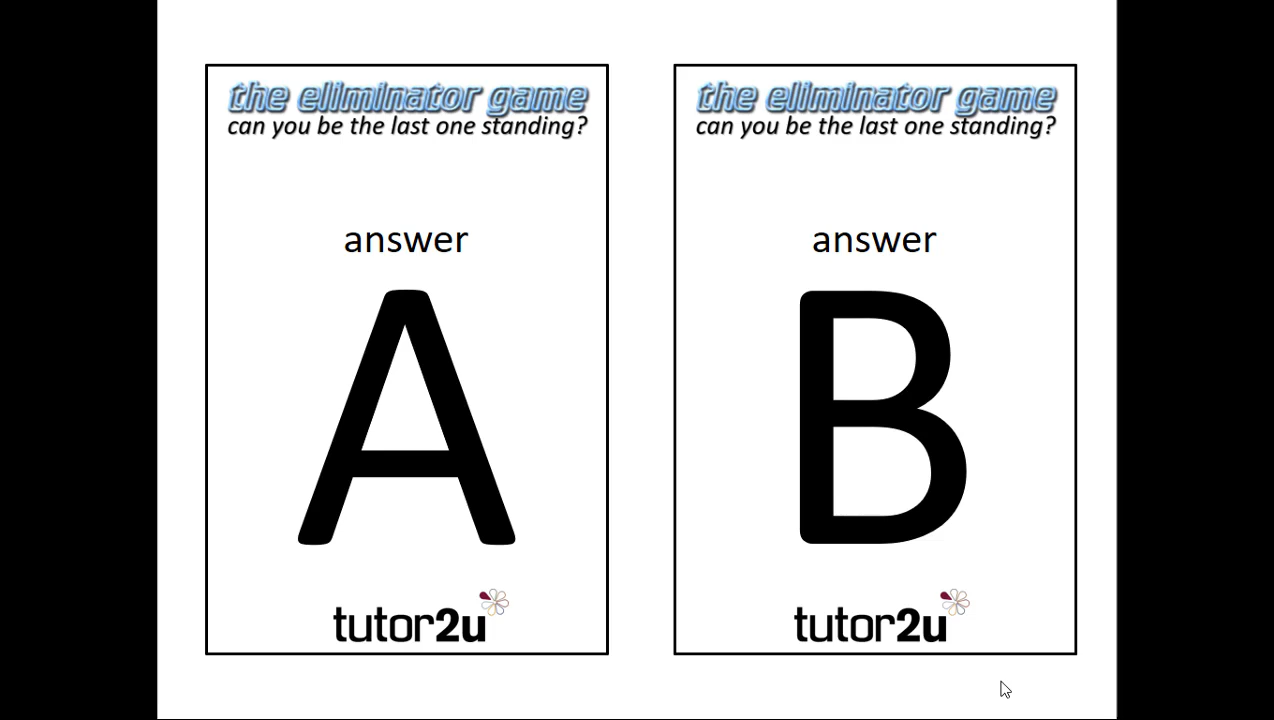 the eliminator game
can you be the last one standing?
answer
A
tutor2u
the eliminator game
can you be the last one standing?
answer
B
tutor2u